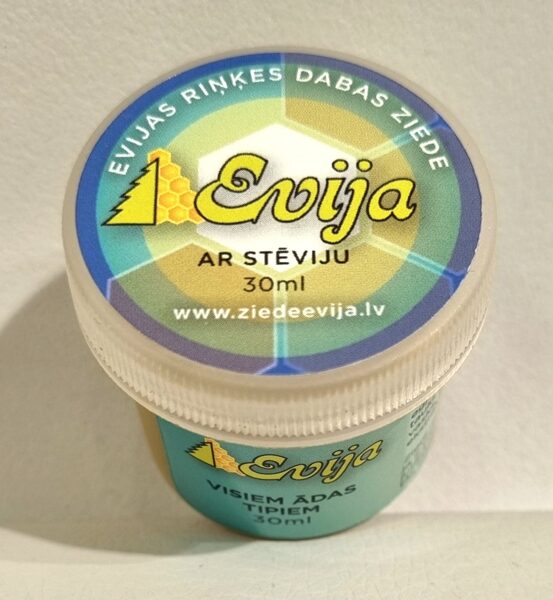 EVIJAS RIŅĶES DABAS ZIEDE
Evija
AR STĒVIJU
30ml
www.ziedeevija.lv
Evija
VISIEM ĀDAS
TIPIEM
30ml